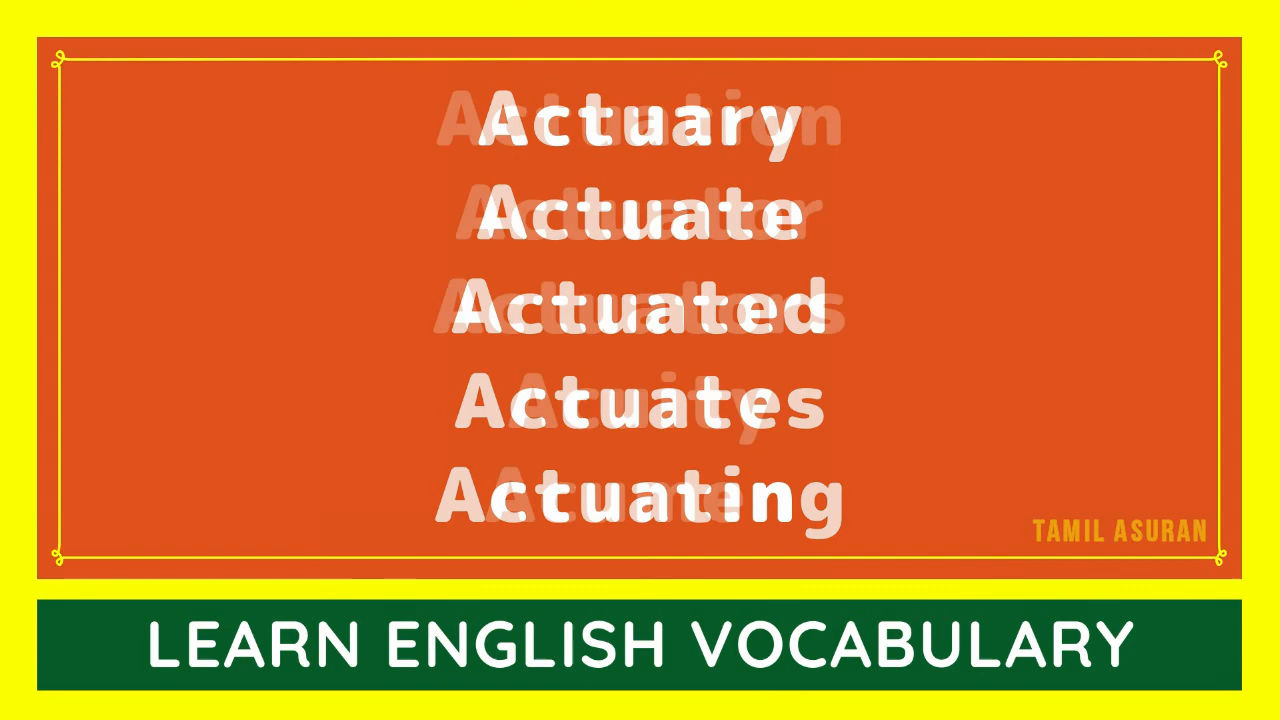 Actuary
Actuate
Actuated
Actuates
Actuating
TAMIL ASURAN
LEARN ENGLISH VOCABULARY